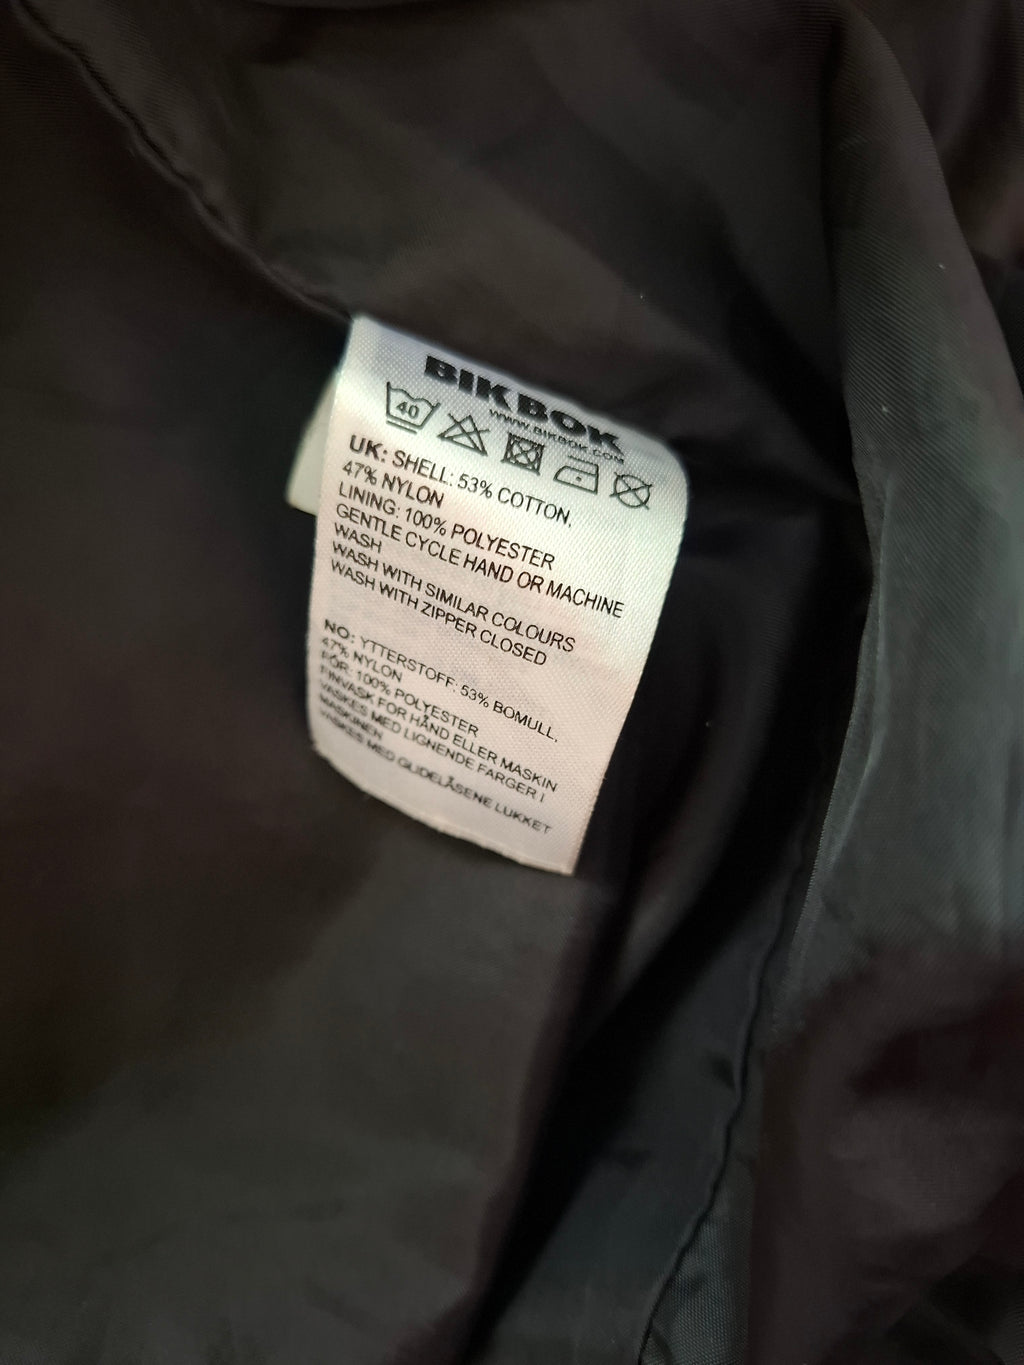 BIK BOK
WWW.BIKBOK.COM
40
UK: SHELL: 53% COTTON,
47% NYLON
LINING: 100% POLYESTER
GENTLE CYCLE HAND OR MACHINE
WASH
WASH WITH SIMILAR COLOURS
WASH WITH ZIPPER CLOSED
NO: YTTERSTOFF: 53% BOMULL,
47% NYLON
FÔR: 100% POLYESTER
FINVASK FOR HÅND ELLER MASKIN
VASKES MED LIGNENDE FARGER I
MASKINEN
VASKES MED GLIDELÅSENE LUKKET